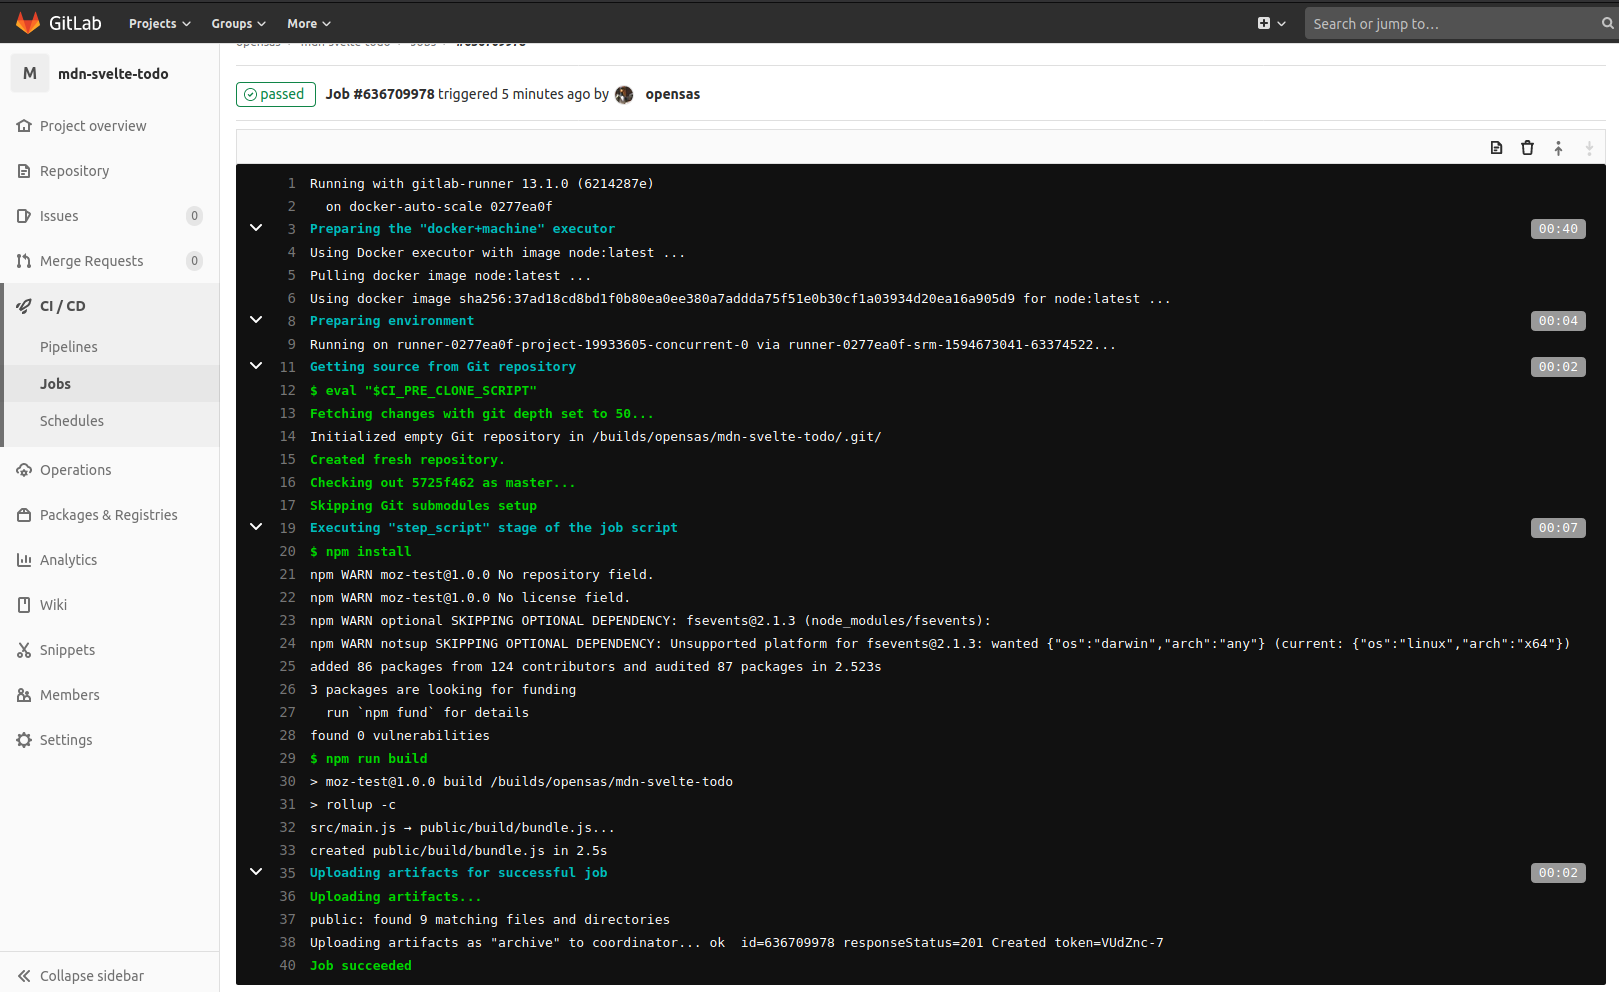 GitLab Projects Groups More Search or jump to...
opensas mdn-svelte-todo Jobs #636709978
M mdn-svelte-todo
passed Job #636709978 triggered 5 minutes ago by opensas
Project overview
Repository
Issues 0
Merge Requests 0
CI / CD
Pipelines
Jobs
Schedules
Operations
Packages & Registries
Analytics
Wiki
Snippets
Members
Settings
Collapse sidebar
1 Running with gitlab-runner 13.1.0 (6214287e)
2 on docker-auto-scale 0277ea0f
3 Preparing the "docker+machine" executor 00:40
4 Using Docker executor with image node:latest ...
5 Pulling docker image node:latest ...
6 Using docker image sha256:37ad18cd8bd1f0b80ea0ee380a7addda75f51e0b30cf1a03934d20ea16a905d9 for node:latest ...
8 Preparing environment 00:04
9 Running on runner-0277ea0f-project-19933605-concurrent-0 via runner-0277ea0f-srm-1594673041-63374522...
11 Getting source from Git repository 00:02
12 $ eval "$CI_PRE_CLONE_SCRIPT"
13 Fetching changes with git depth set to 50...
14 Initialized empty Git repository in /builds/opensas/mdn-svelte-todo/.git/
15 Created fresh repository.
16 Checking out 5725f462 as master...
17 Skipping Git submodules setup
19 Executing "step_script" stage of the job script 00:07
20 $ npm install
21 npm WARN moz-test@1.0.0 No repository field.
22 npm WARN moz-test@1.0.0 No license field.
23 npm WARN optional SKIPPING OPTIONAL DEPENDENCY: fsevents@2.1.3 (node_modules/fsevents):
24 npm WARN notsup SKIPPING OPTIONAL DEPENDENCY: Unsupported platform for fsevents@2.1.3: wanted {"os":"darwin","arch":"any"} (current: {"os":"linux","arch":"x64"})
25 added 86 packages from 124 contributors and audited 87 packages in 2.523s
26 3 packages are looking for funding
27 run `npm fund` for details
28 found 0 vulnerabilities
29 $ npm run build
30 > moz-test@1.0.0 build /builds/opensas/mdn-svelte-todo
31 > rollup -c
32 src/main.js → public/build/bundle.js...
33 created public/build/bundle.js in 2.5s
35 Uploading artifacts for successful job 00:02
36 Uploading artifacts...
37 public: found 9 matching files and directories
38 Uploading artifacts as "archive" to coordinator... ok id=636709978 responseStatus=201 Created token=VUdZnc-7
40 Job succeeded